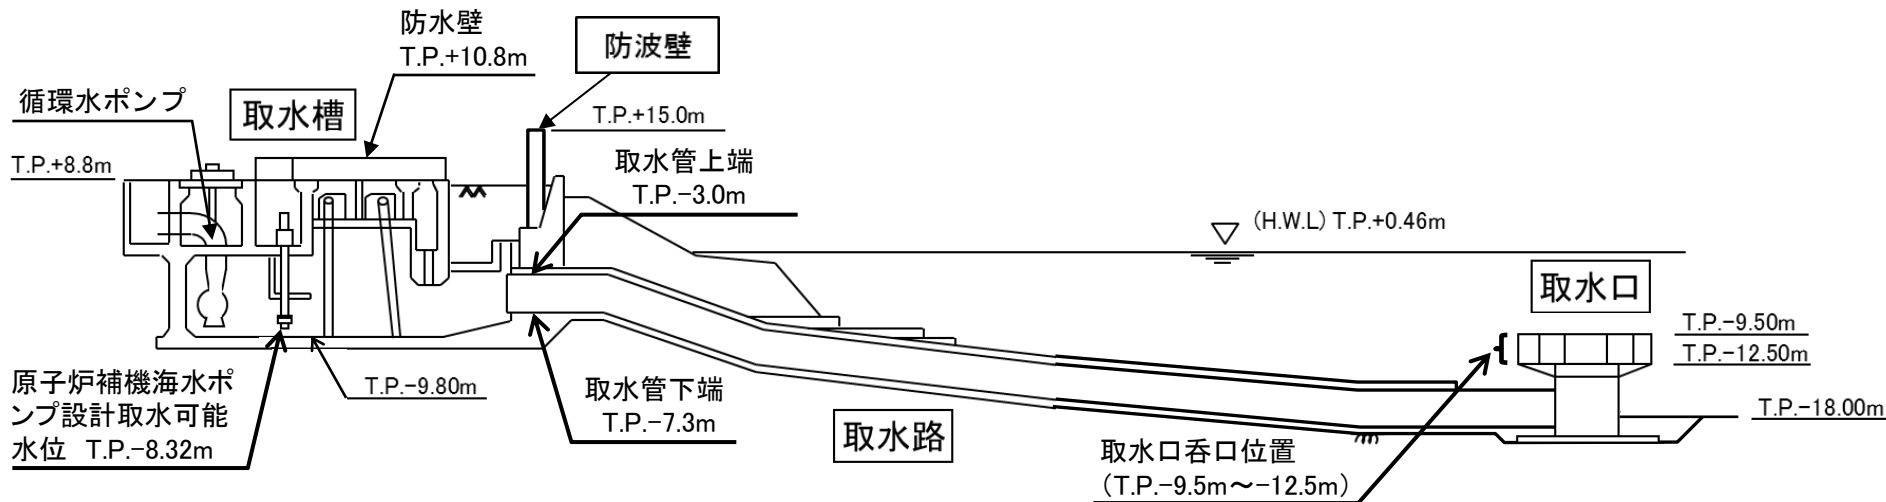 防水壁
T.P.+10.8m
防波壁
循環水ポンプ
取水槽
T.P.+15.0m
T.P.+8.8m
取水管上端
T.P.-3.0m
(H.W.L) T.P.+0.46m
取水口
T.P.-9.50m
T.P.-12.50m
原子炉補機海水ポ
ンプ設計取水可能
水位 T.P.-8.32m
T.P.-9.80m
取水管下端
T.P.-7.3m
取水路
T.P.-18.00m
取水口呑口位置
(T.P.-9.5m~-12.5m)